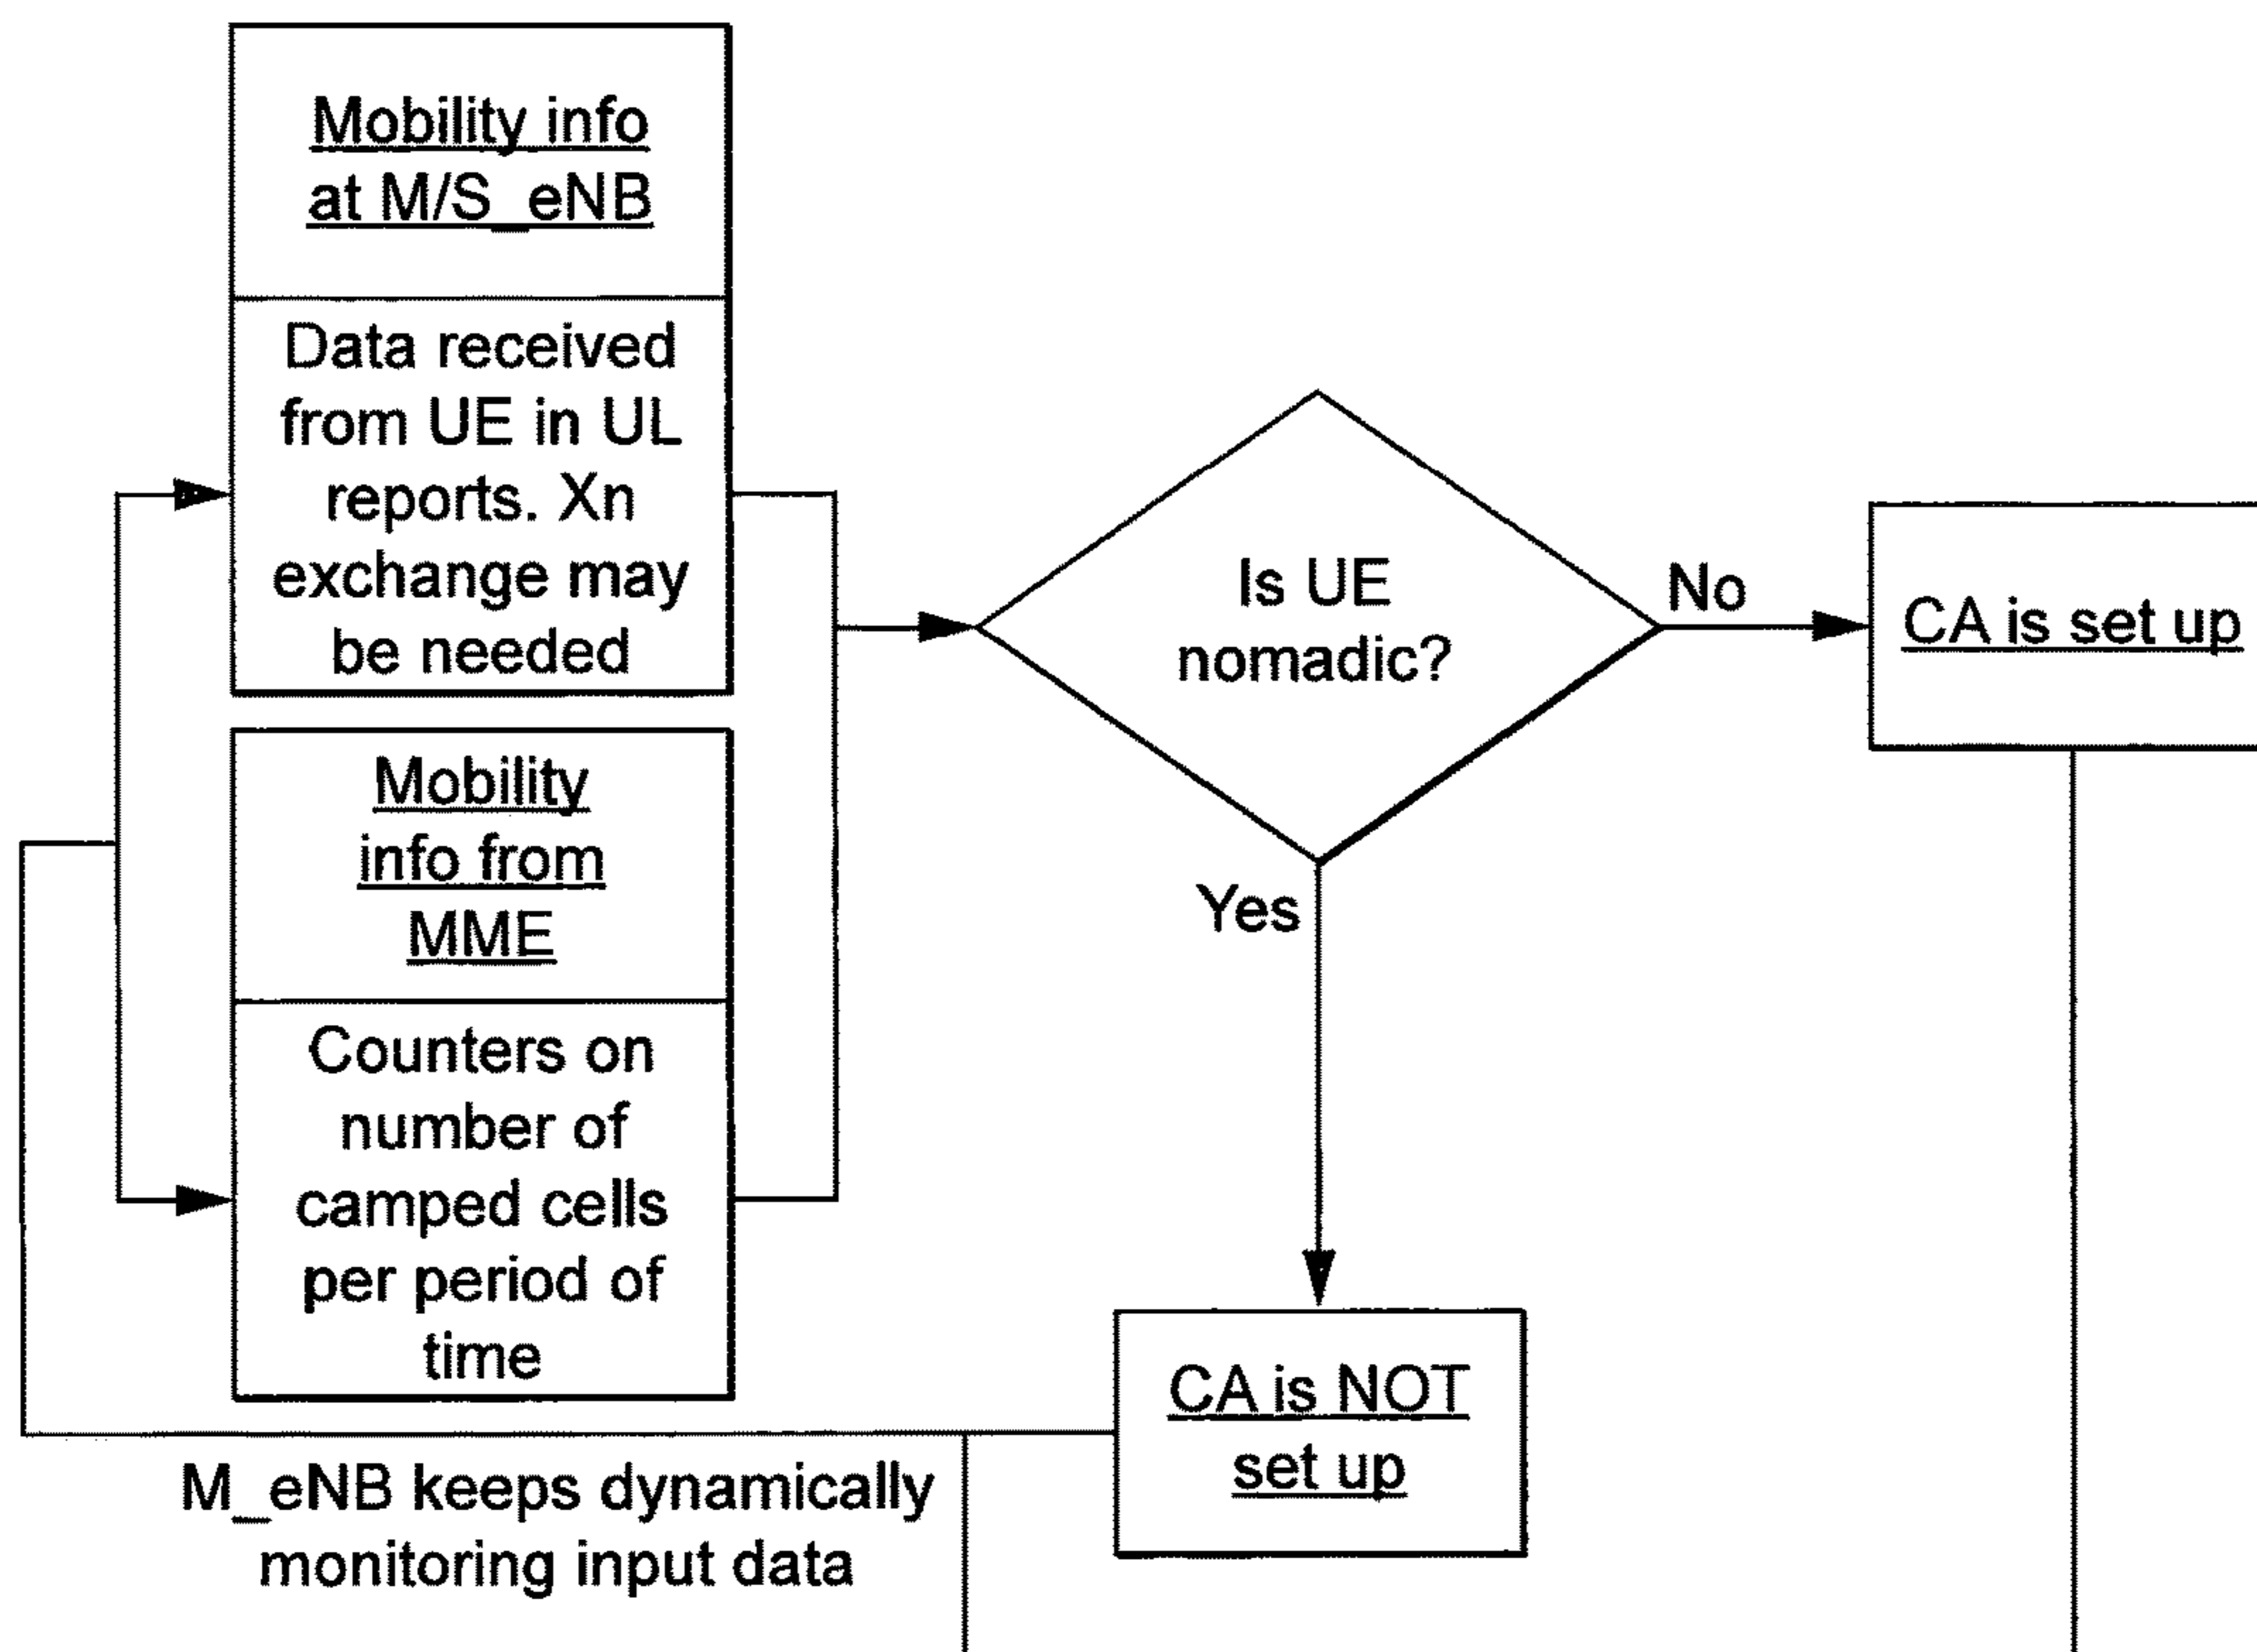 Mobility info
at M/S_eNB
Data received
from UE in UL
reports. Xn
exchange may
be needed
Mobility
info from
MME
Counters on
number of
camped cells
per period of
time
Is UE
nomadic?
No
CA is set up
Yes
CA is NOT
set up
M_eNB keeps dynamically
monitoring input data